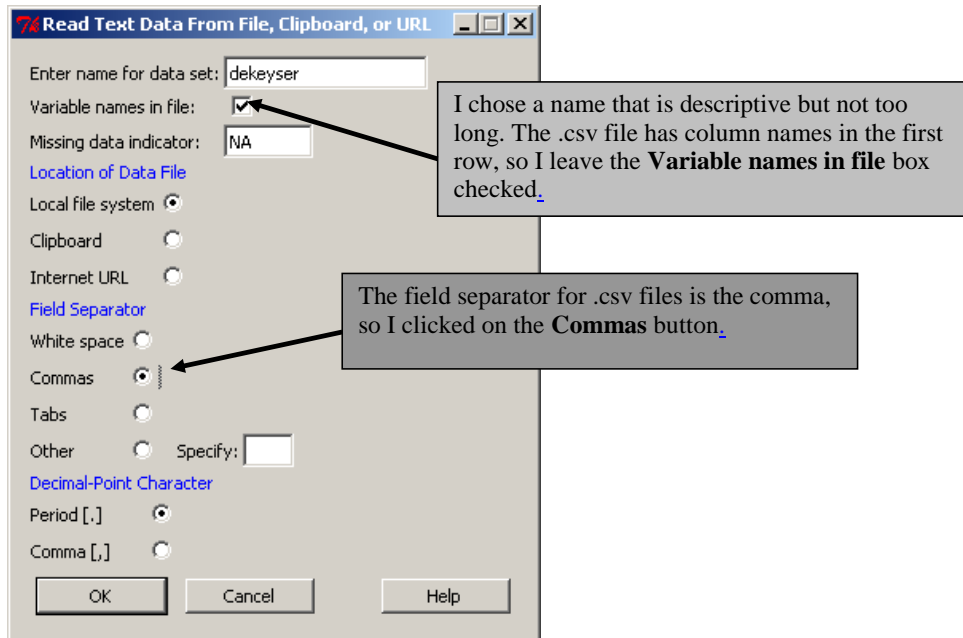 Read Text Data From File, Clipboard, or URL
Enter name for data set: dekeyser
Variable names in file:
Missing data indicator: NA
Location of Data File
Local file system
Clipboard
Internet URL
Field Separator
White space
Commas
Tabs
Other Specify:
Decimal-Point Character
Period [.]
Comma [,]
OK Cancel Help
I chose a name that is descriptive but not too
long. The .csv file has column names in the first
row, so I leave the Variable names in file box
checked.
The field separator for .csv files is the comma,
so I clicked on the Commas button.